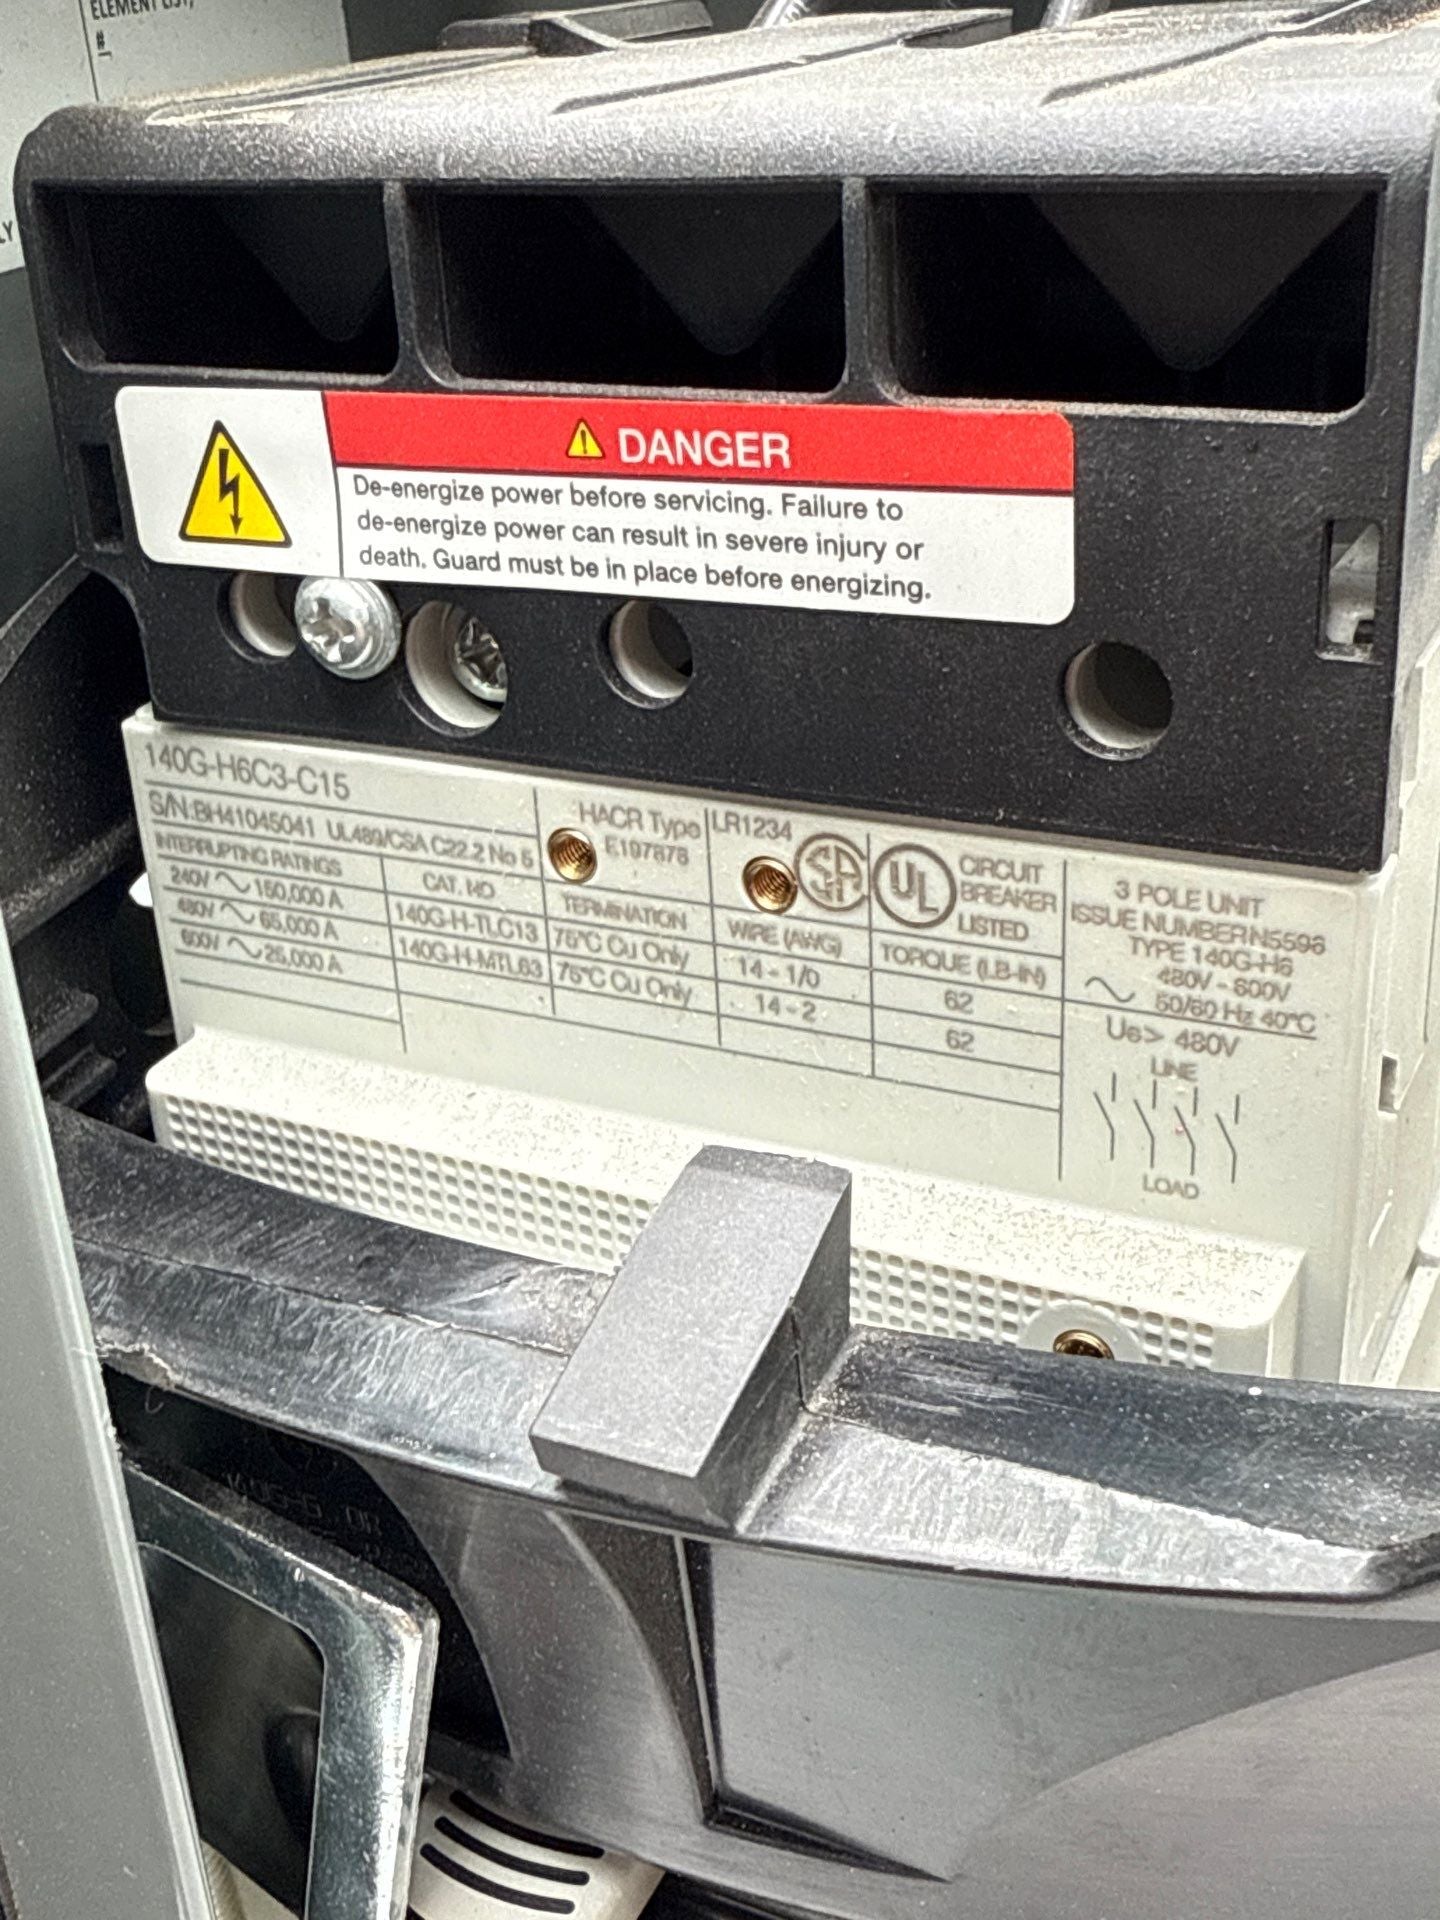 ELEMENT LIST,
#
LY
DANGER
De-energize power before servicing. Failure to
de-energize power can result in severe injury or
death. Guard must be in place before energizing.
140G-H6C3-C15
S/N:BH41045041 UL489/CSA C22.2 No 5
INTERRUPTING RATINGS
240V ~ 150,000 A
480V ~ 65,000 A
600V ~ 25,000 A
CAT. NO
140G-H-TLC13
140G-H-MTL63
HACR Type
E197878
TERMINATION
75°C Cu Only
75°C Cu Only
LR1234
SA
WIRE (AWG)
14 - 1/0
14 - 2
UL
CIRCUIT
BREAKER
LISTED
TORQUE (LB-IN)
62
62
3 POLE UNIT
ISSUE NUMBER N5596
TYPE 140G-H6
480V - 600V
~ 50/60 Hz 40°C
Ue> 480V
LINE
LOAD